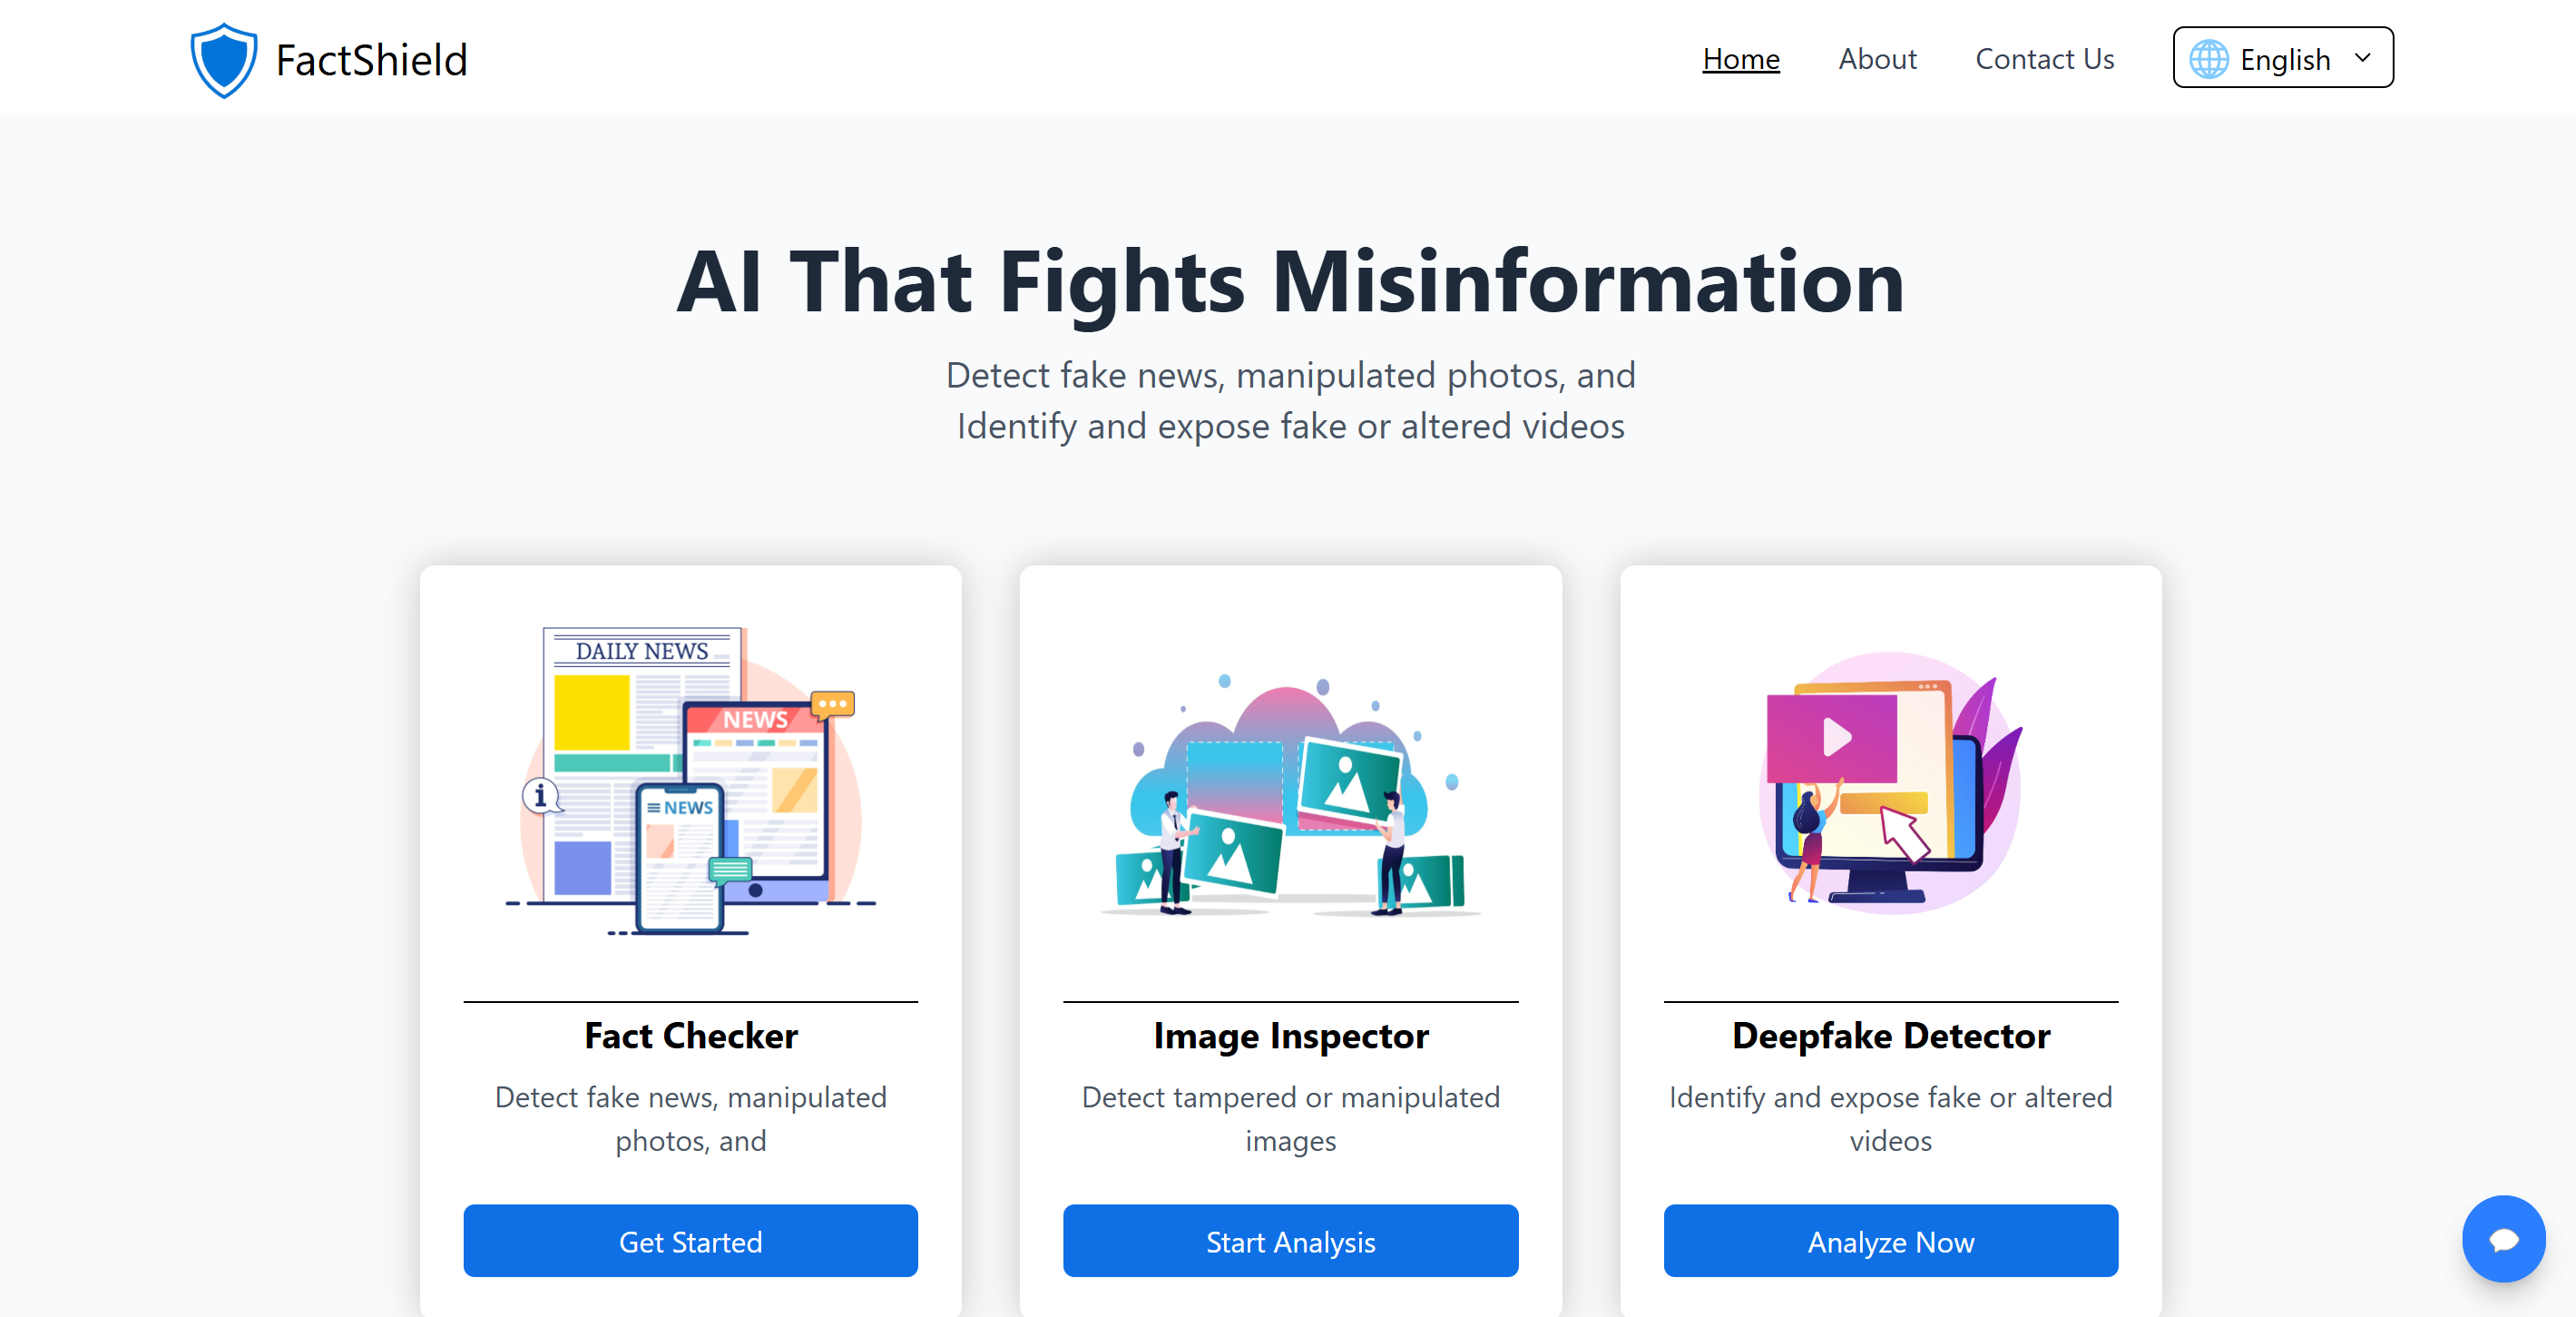 FactShield
Home
About
Contact Us
English
AI That Fights Misinformation
Detect fake news, manipulated photos, and
Identify and expose fake or altered videos
DAILY NEWS
NEWS
i
NEWS
Fact Checker
Detect fake news, manipulated
photos, and
Get Started
Image Inspector
Detect tampered or manipulated
images
Start Analysis
Deepfake Detector
Identify and expose fake or altered
videos
Analyze Now